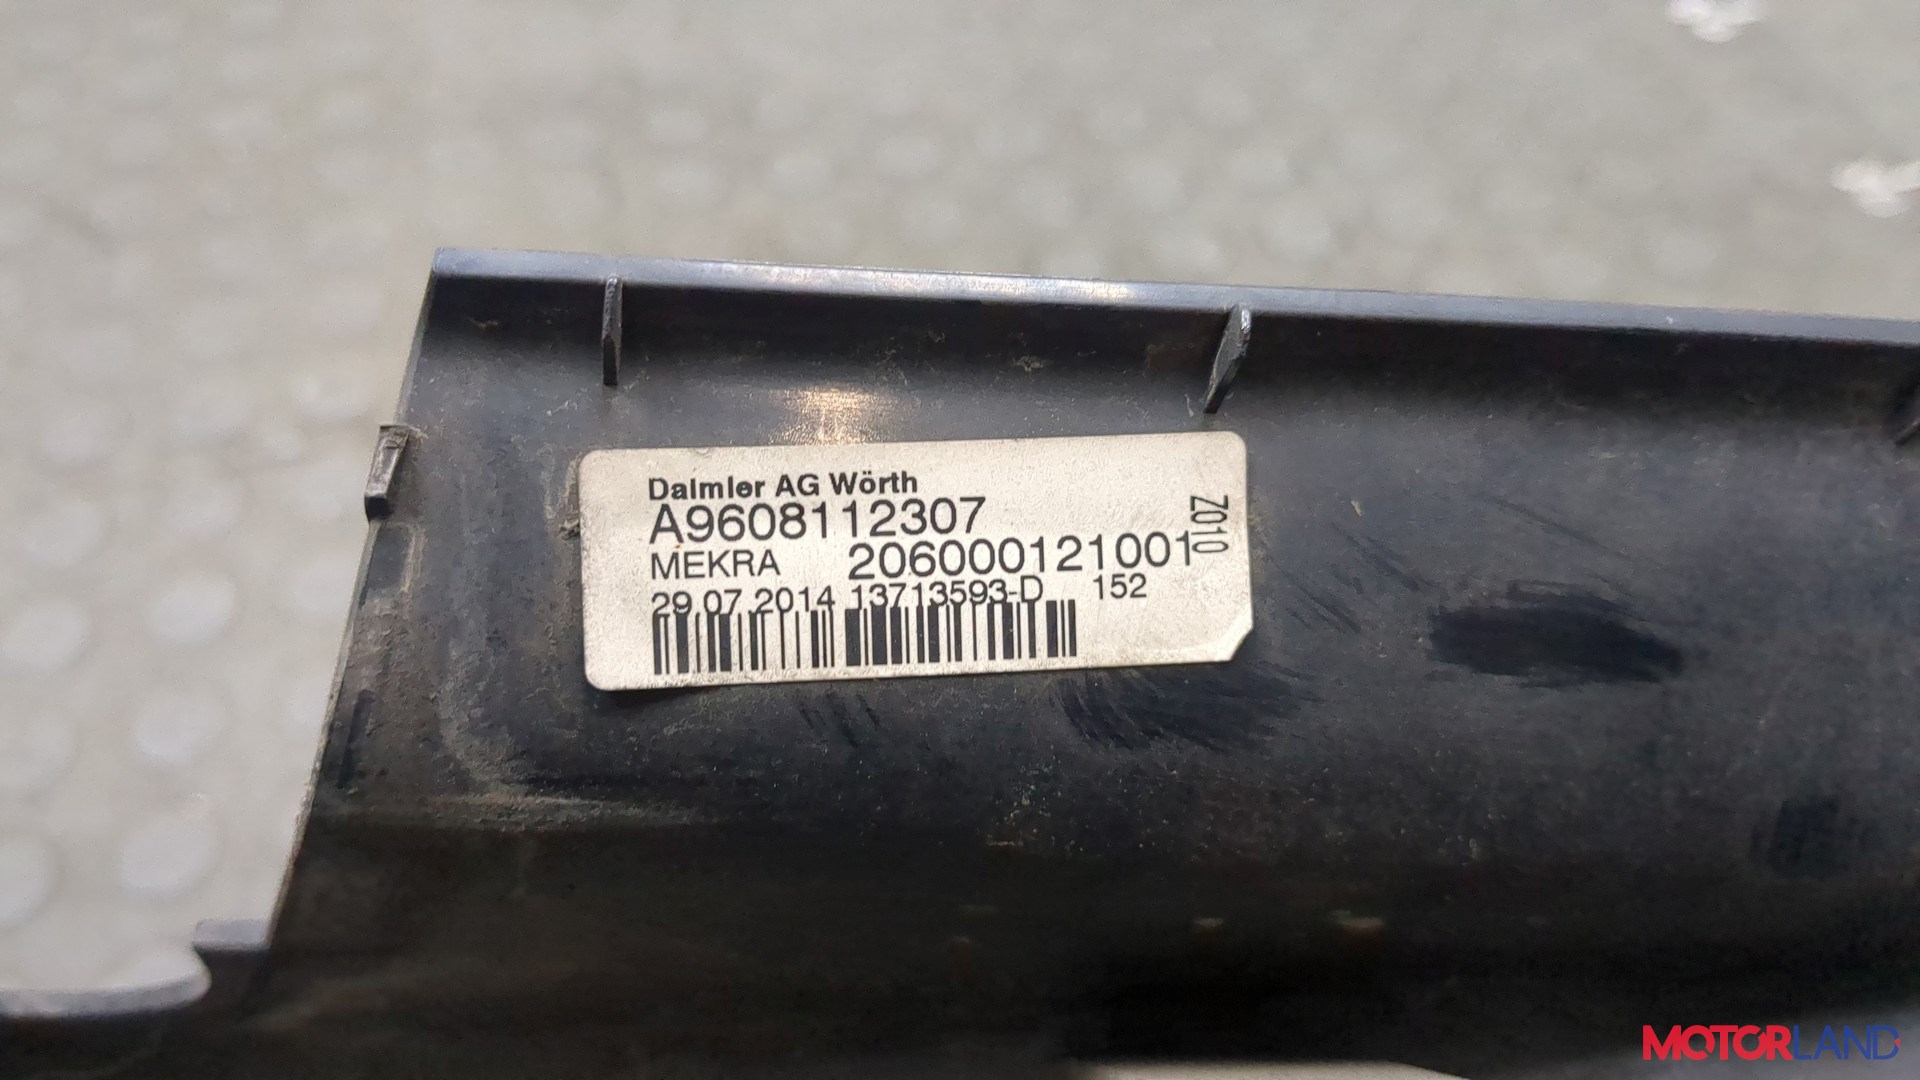 Daimler AG Wörth
A9608112307
MEKRA 206000121001
Z010
29.07.2014 13713593-D 152
MOTORLAND